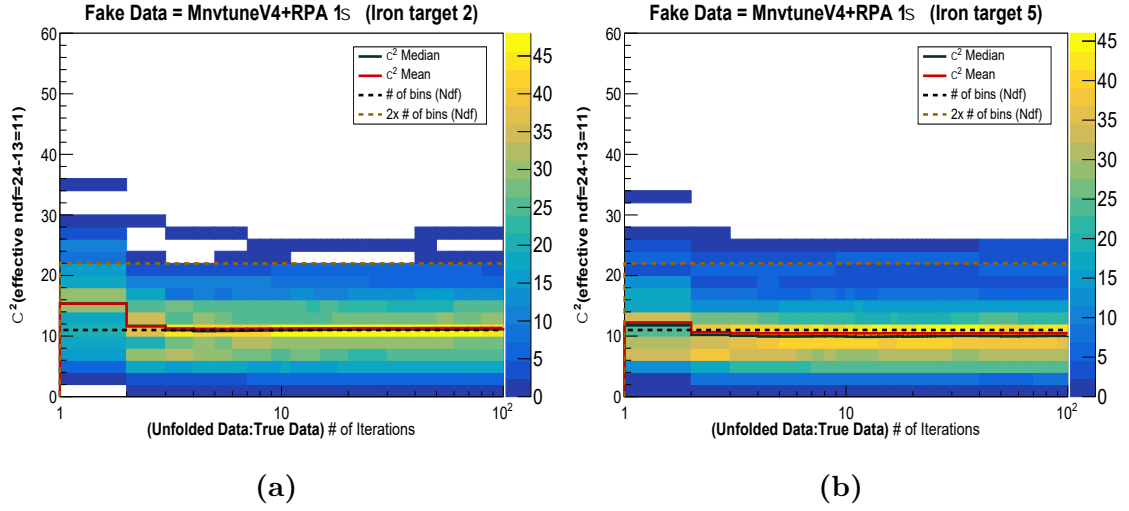 Fake Data = MnvtuneV4+RPA 1s (Iron target 2)
c² Median
c² Mean
# of bins (Ndf)
2x # of bins (Ndf)
C²(effective ndf=24-13=11)
60
50
40
30
20
10
0
1
10
10²
45
40
35
30
25
20
15
10
5
0
(Unfolded Data:True Data) # of Iterations
(a)
Fake Data = MnvtuneV4+RPA 1s (Iron target 5)
c² Median
c² Mean
# of bins (Ndf)
2x # of bins (Ndf)
C²(effective ndf=24-13=11)
60
50
40
30
20
10
0
1
10
10²
45
40
35
30
25
20
15
10
5
0
(Unfolded Data:True Data) # of Iterations
(b)